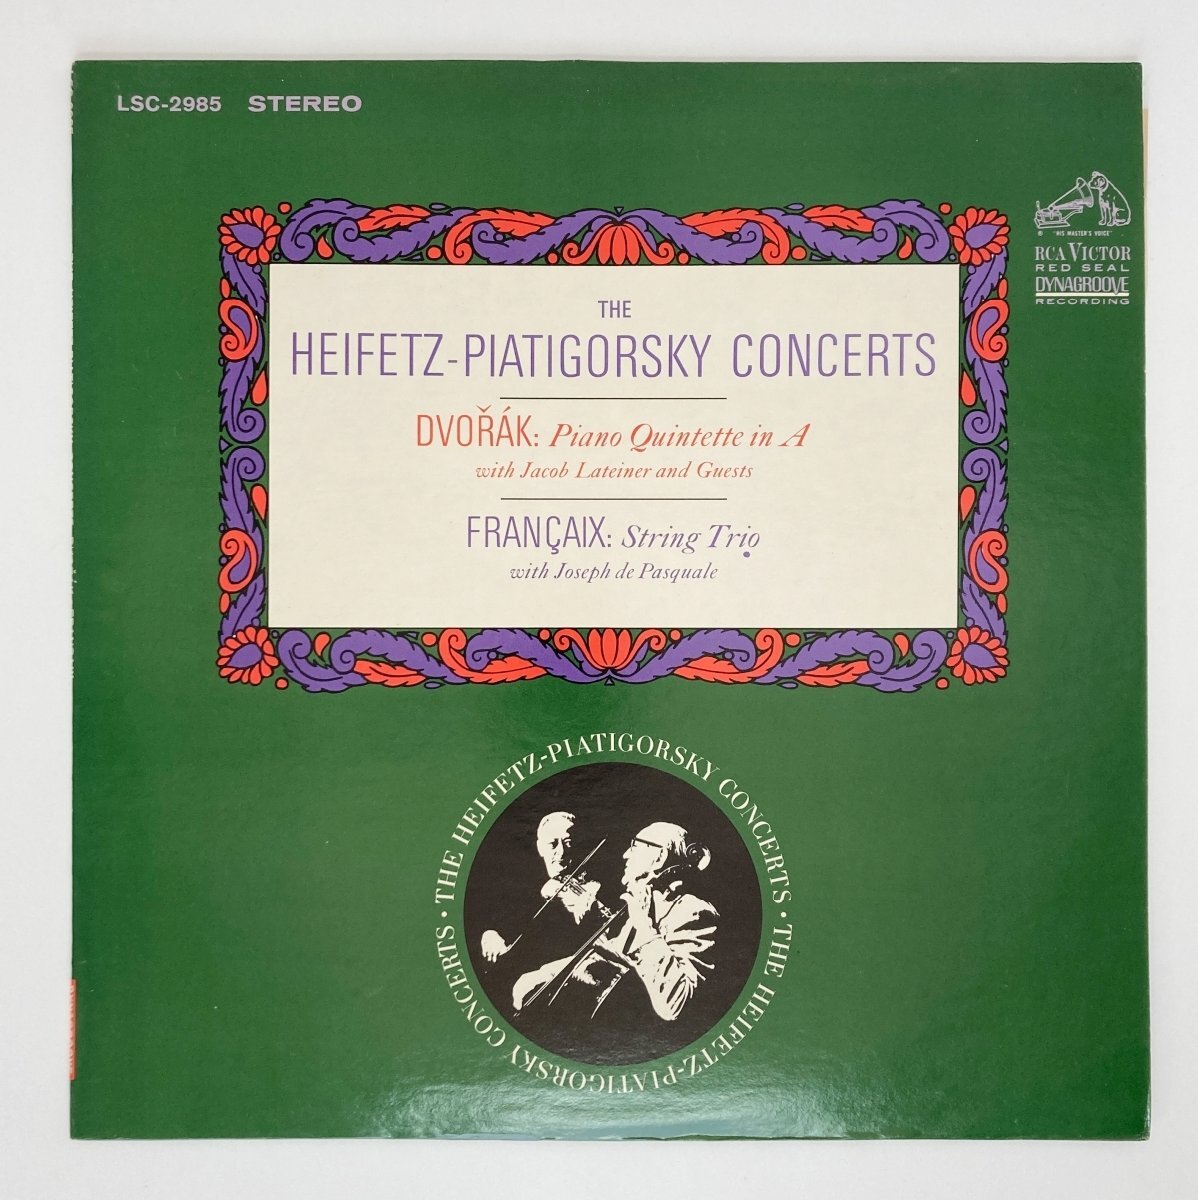 LSC-2985 STEREO
"HIS MASTER'S VOICE"
RCA VICTOR
RED SEAL
DYNAGROOVE
RECORDING
THE
HEIFETZ-PIATIGORSKY CONCERTS
DVOŘÁK: Piano Quintette in A
with Jacob Lateiner and Guests
FRANÇAIX: String Trio
with Joseph de Pasquale
THE HEIFETZ-PIATIGORSKY CONCERTS • THE HEIFETZ-PIATIGORSKY CONCERTS •